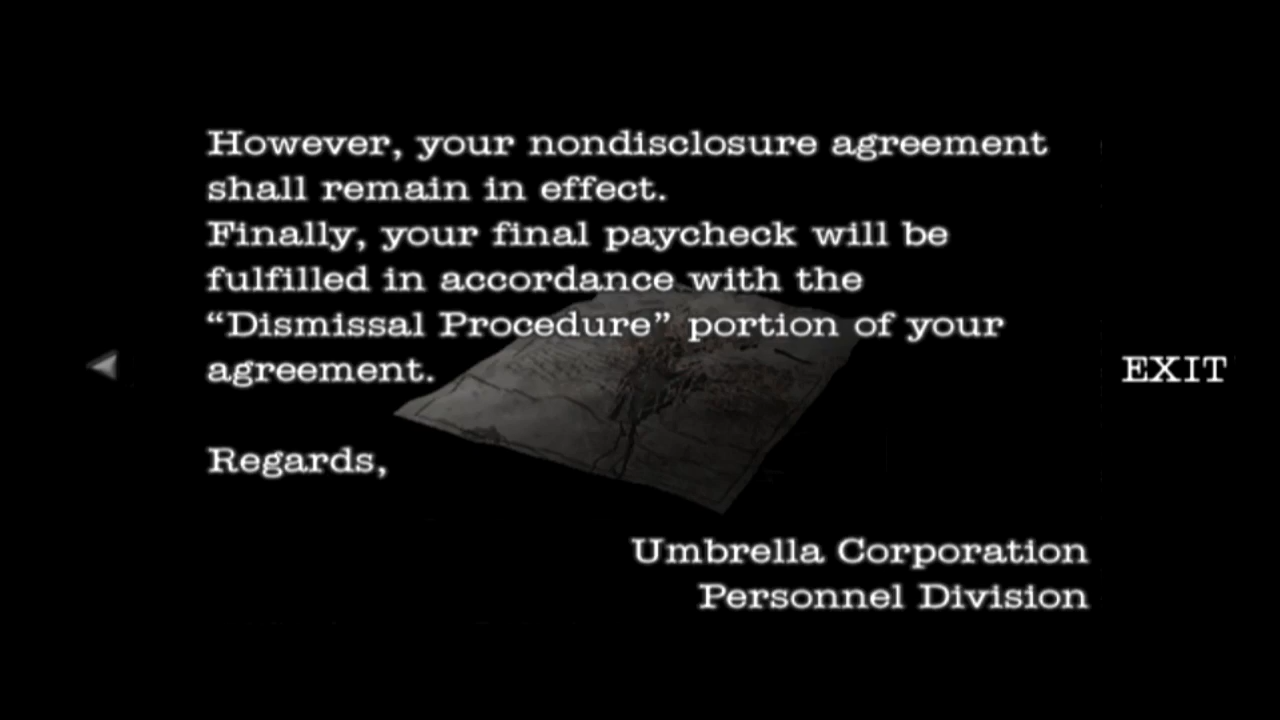 However, your nondisclosure agreement
shall remain in effect.
Finally, your final paycheck will be
fulfilled in accordance with the
“Dismissal Procedure” portion of your
agreement.
EXIT
Regards,
Umbrella Corporation
Personnel Division